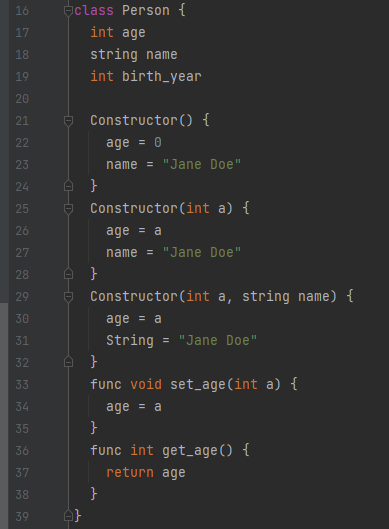 16 class Person {
17 int age
18 string name
19 int birth_year
20
21 Constructor() {
22 age = 0
23 name = "Jane Doe"
24 }
25 Constructor(int a) {
26 age = a
27 name = "Jane Doe"
28 }
29 Constructor(int a, string name) {
30 age = a
31 String = "Jane Doe"
32 }
33 func void set_age(int a) {
34 age = a
35 }
36 func int get_age() {
37 return age
38 }
39 }